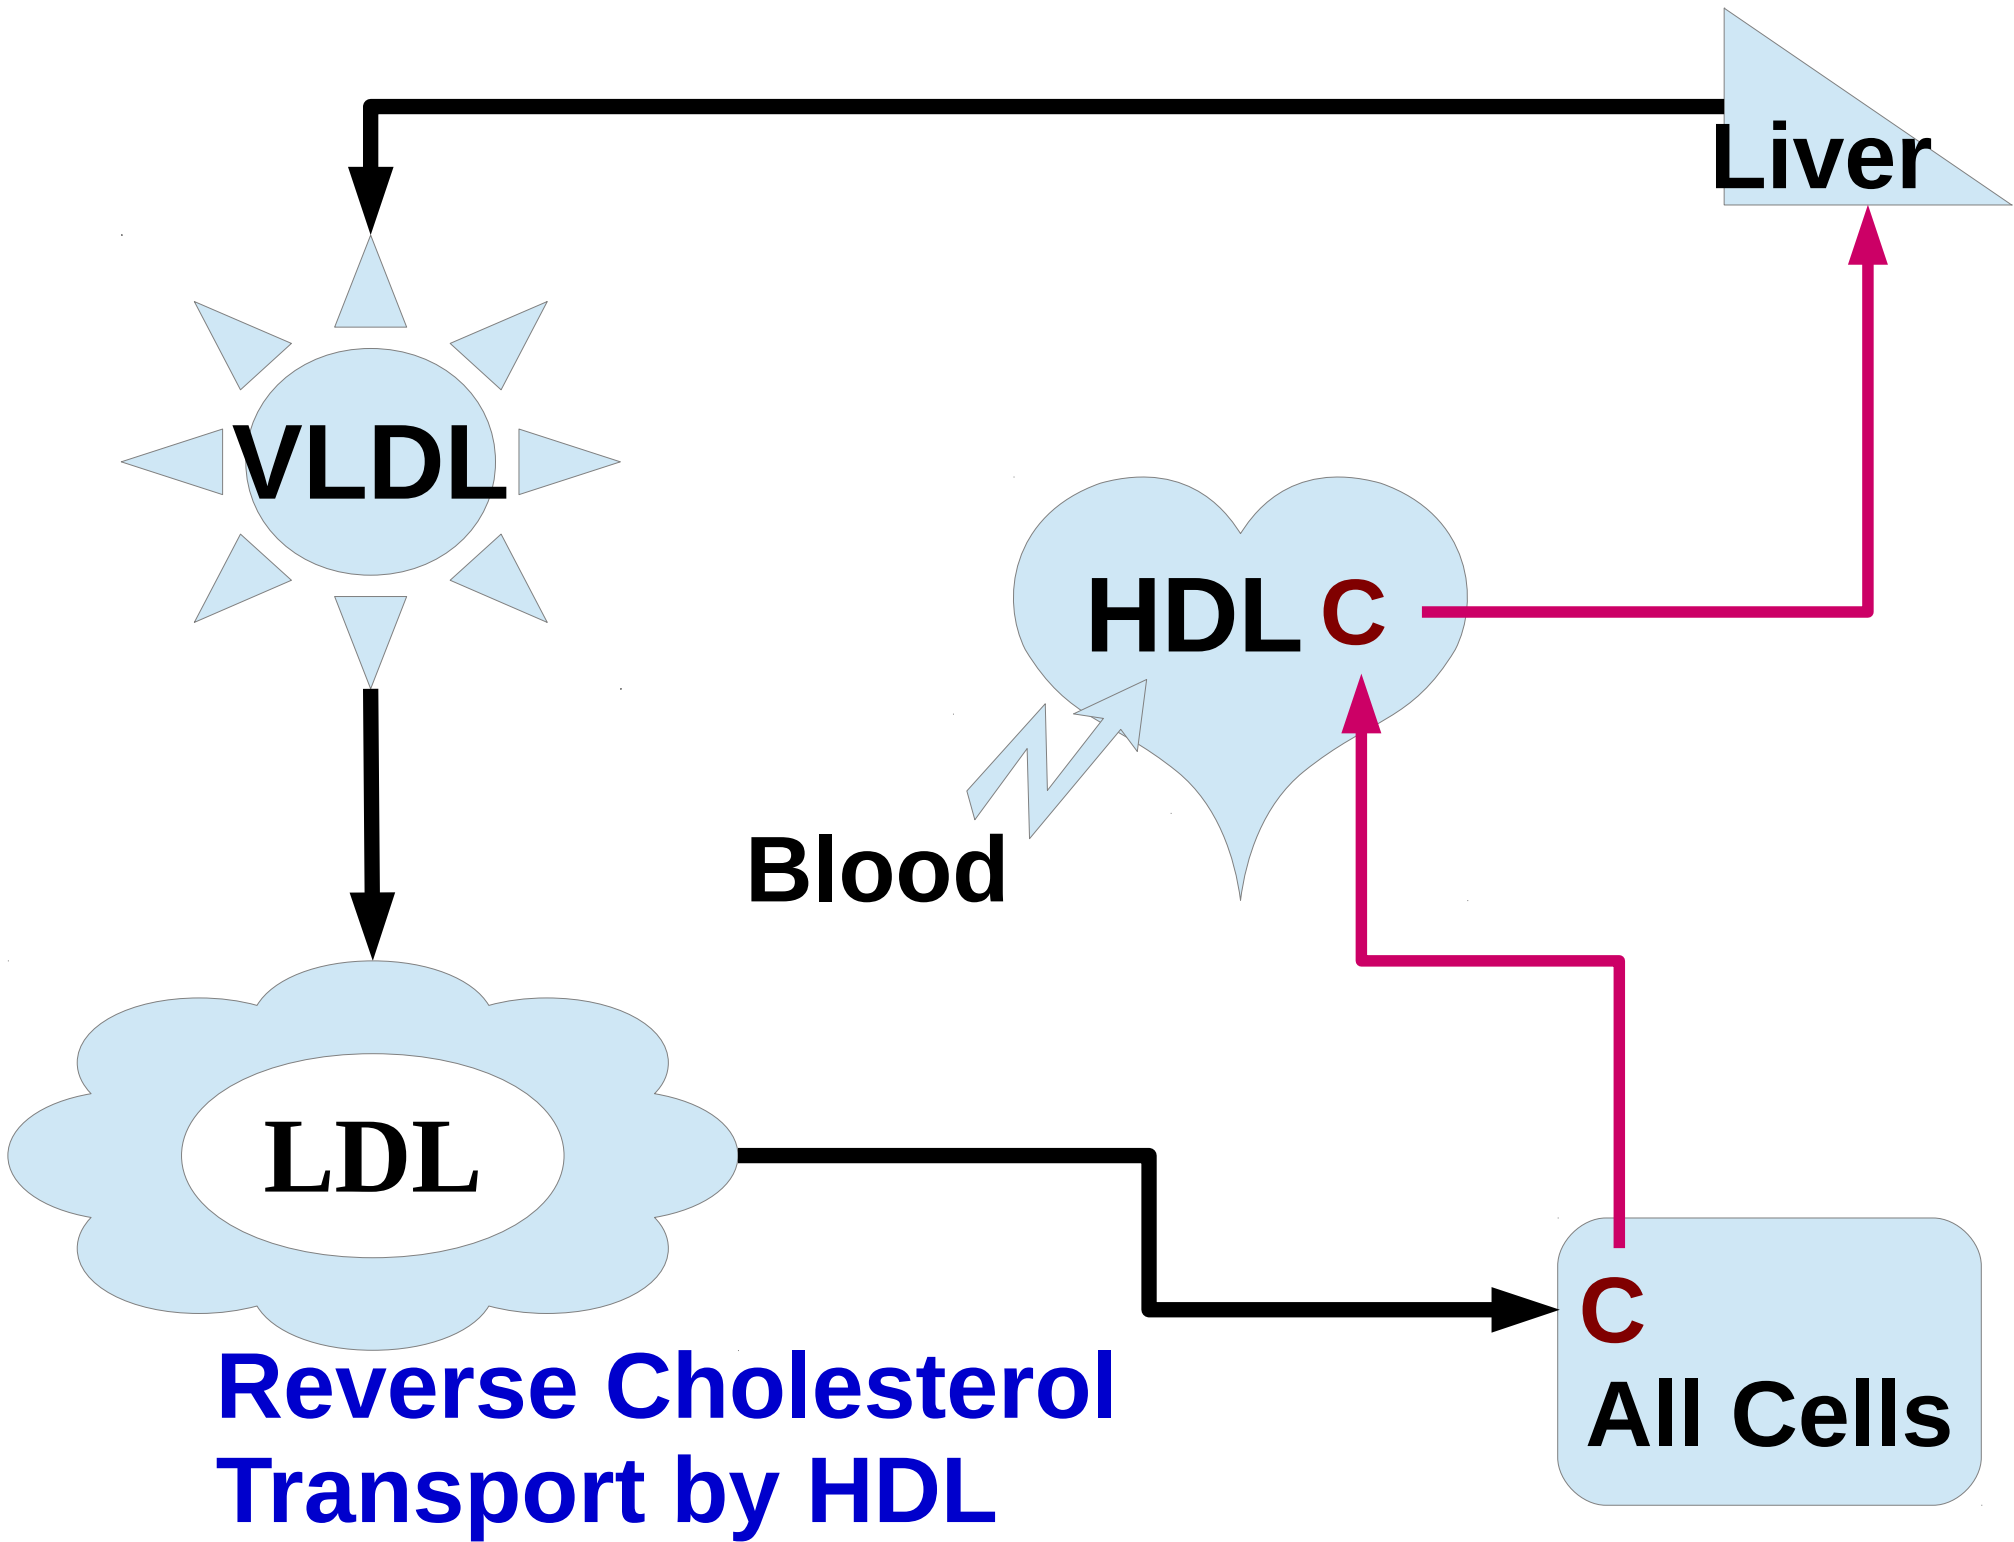 Liver
VLDL
HDL C
Blood
LDL
C
All Cells
Reverse Cholesterol
Transport by HDL